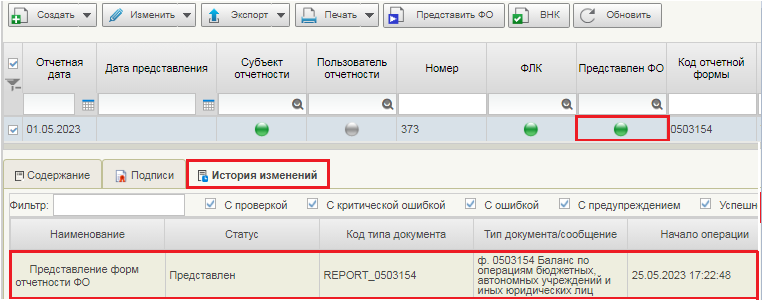 Создать Изменить Экспорт Печать Представить ФО ВНК Обновить
Отчетная дата Дата представления Субъект отчетности Пользователь отчетности Номер ФЛК Представлен ФО Код отчетной формы
01.05.2023 373 0503154
Содержание Подписи История изменений
Фильтр: С проверкой С критической ошибкой С ошибкой С предупреждением Успешн
Наименование Статус Код типа документа Тип документа/сообщение Начало операции
Представление форм отчетности ФО Представлен REPORT_0503154 ф. 0503154 Баланс по операциям бюджетных, автономных учреждений и иных юридических лиц 25.05.2023 17:22:48